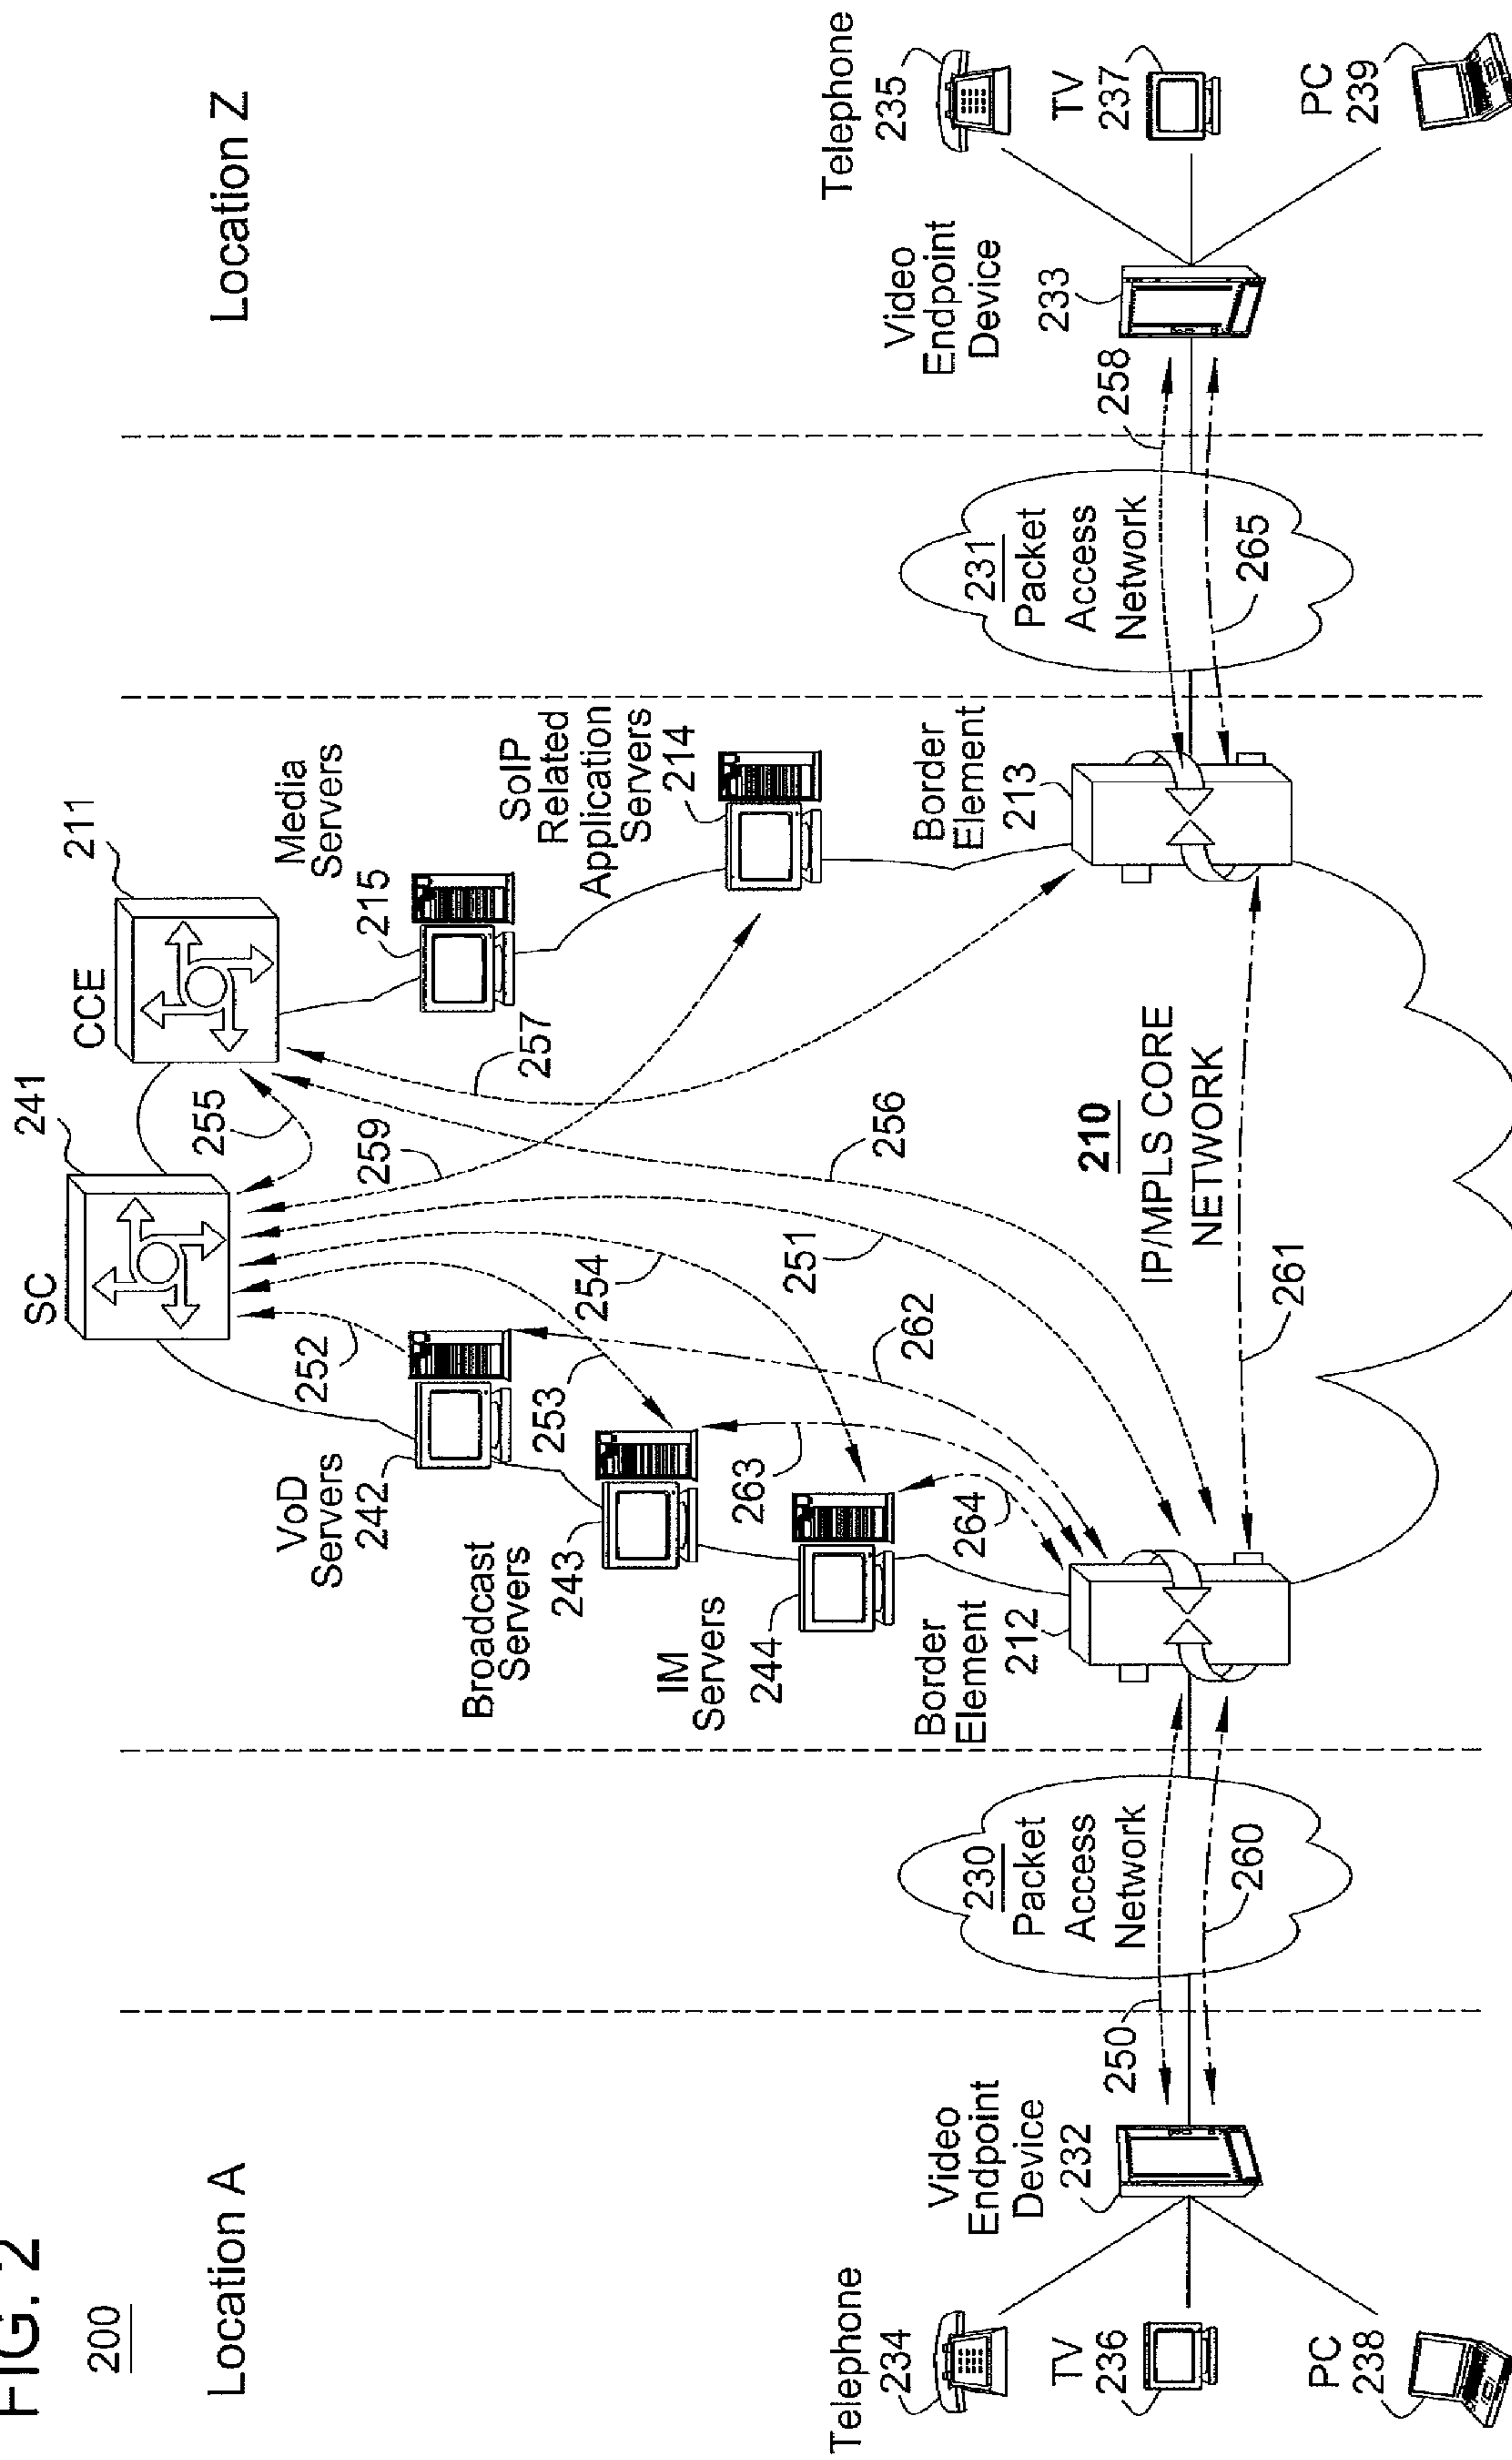 FIG. 2
200
Location A
Location Z
SC
241
CCE
211
255
252
259
VoD
Servers
242
Media
Servers
215
257
253
254
Broadcast
Servers
243
SoIP
Related
Application
Servers
214
256
251
262
263
IM
Servers
244
264
Border
Element
212
Border
Element
213
210
IP/MPLS CORE
NETWORK
261
230
Packet
Access
Network
250
260
231
Packet
Access
Network
258
265
Video
Endpoint
Device
232
Video
Endpoint
Device
233
Telephone
234
TV
236
PC
238
Telephone
235
TV
237
PC
239